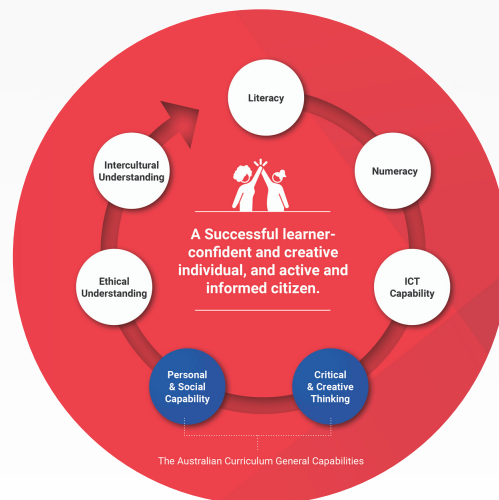 Literacy
Numeracy
ICT
Capability
Critical
& Creative
Thinking
Personal
& Social
Capability
Ethical
Understanding
Intercultural
Understanding
A Successful learner-
confident and creative
individual, and active and
informed citizen.
The Australian Curriculum General Capabilities